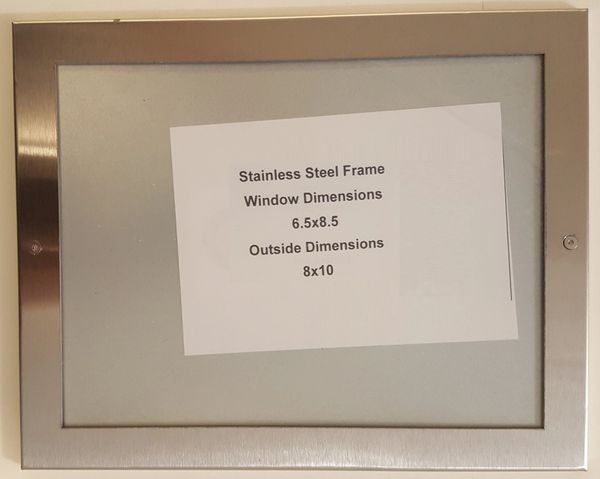 Stainless Steel Frame
Window Dimensions
6.5x8.5
Outside Dimensions
8x10